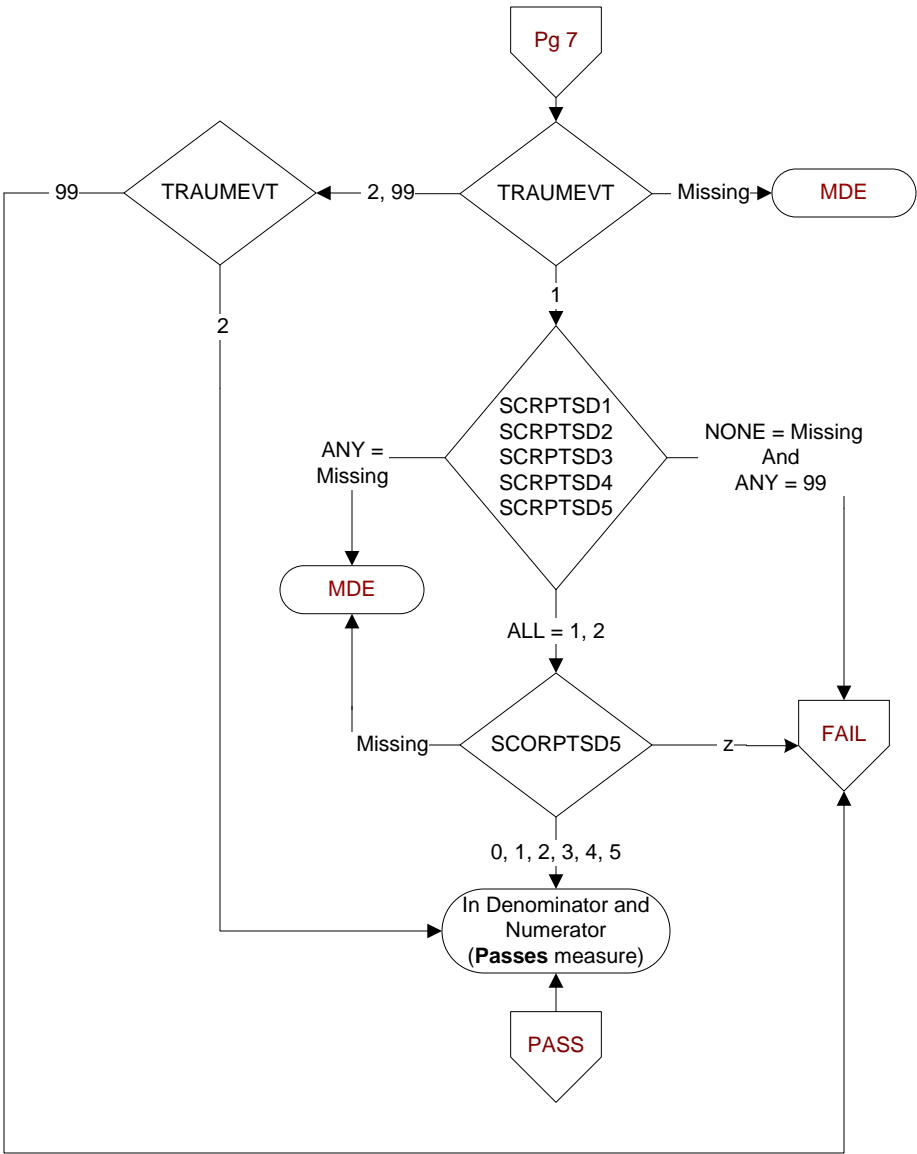 Pg 7
99
TRAUMEVT
2, 99
TRAUMEVT
Missing
MDE
1
2
SCRPTSD1
SCRPTSD2
SCRPTSD3
SCRPTSD4
SCRPTSD5
ANY =
Missing
NONE = Missing
And
ANY = 99
MDE
ALL = 1, 2
Missing
SCORPTSD5
z
FAIL
0, 1, 2, 3, 4, 5
In Denominator and
Numerator
(Passes measure)
PASS